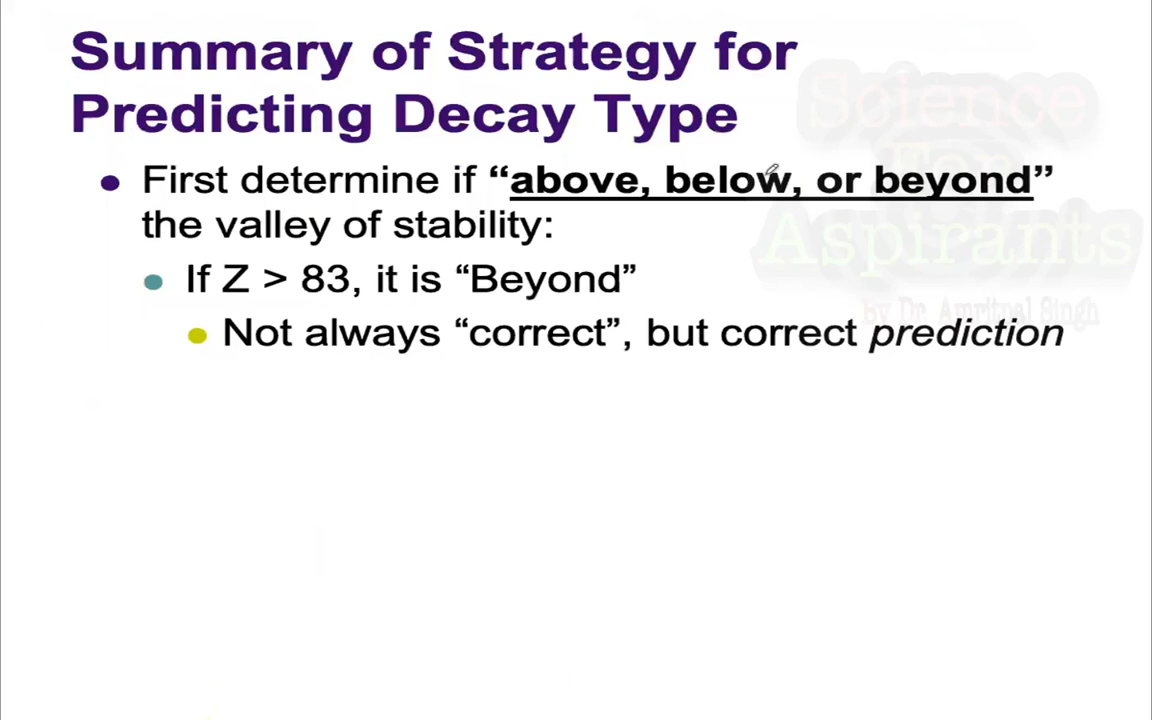 Summary of Strategy for
Predicting Decay Type
Science
For
Aspirants
by Dr. Amritpal Singh
• First determine if “above, below, or beyond”
the valley of stability:
• If Z > 83, it is “Beyond”
• Not always “correct”, but correct prediction